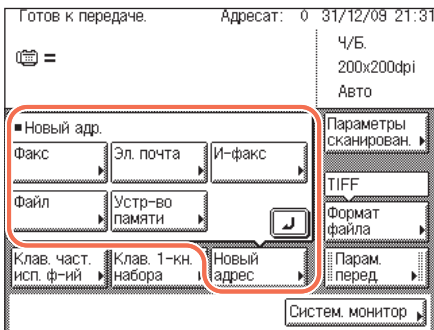 Готов к передаче. Адресат: 0 31/12/09 21:31
Ч/Б.
200x200dpi
Авто
=
■Новый адр.
Факс Эл. почта И-факс
Файл Устр-во
памяти
Параметры
сканирован.
TIFF
Формат
файла
Клав. част.
исп. ф-ий
Клав. 1-кн.
набора
Новый
адрес
Парам.
перед.
Систем. монитор